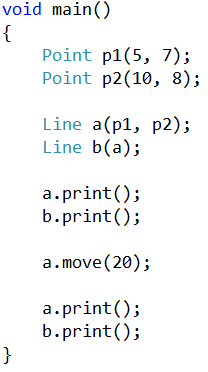 void main()
{
    Point p1(5, 7);
    Point p2(10, 8);

    Line a(p1, p2);
    Line b(a);

    a.print();
    b.print();

    a.move(20);

    a.print();
    b.print();
}